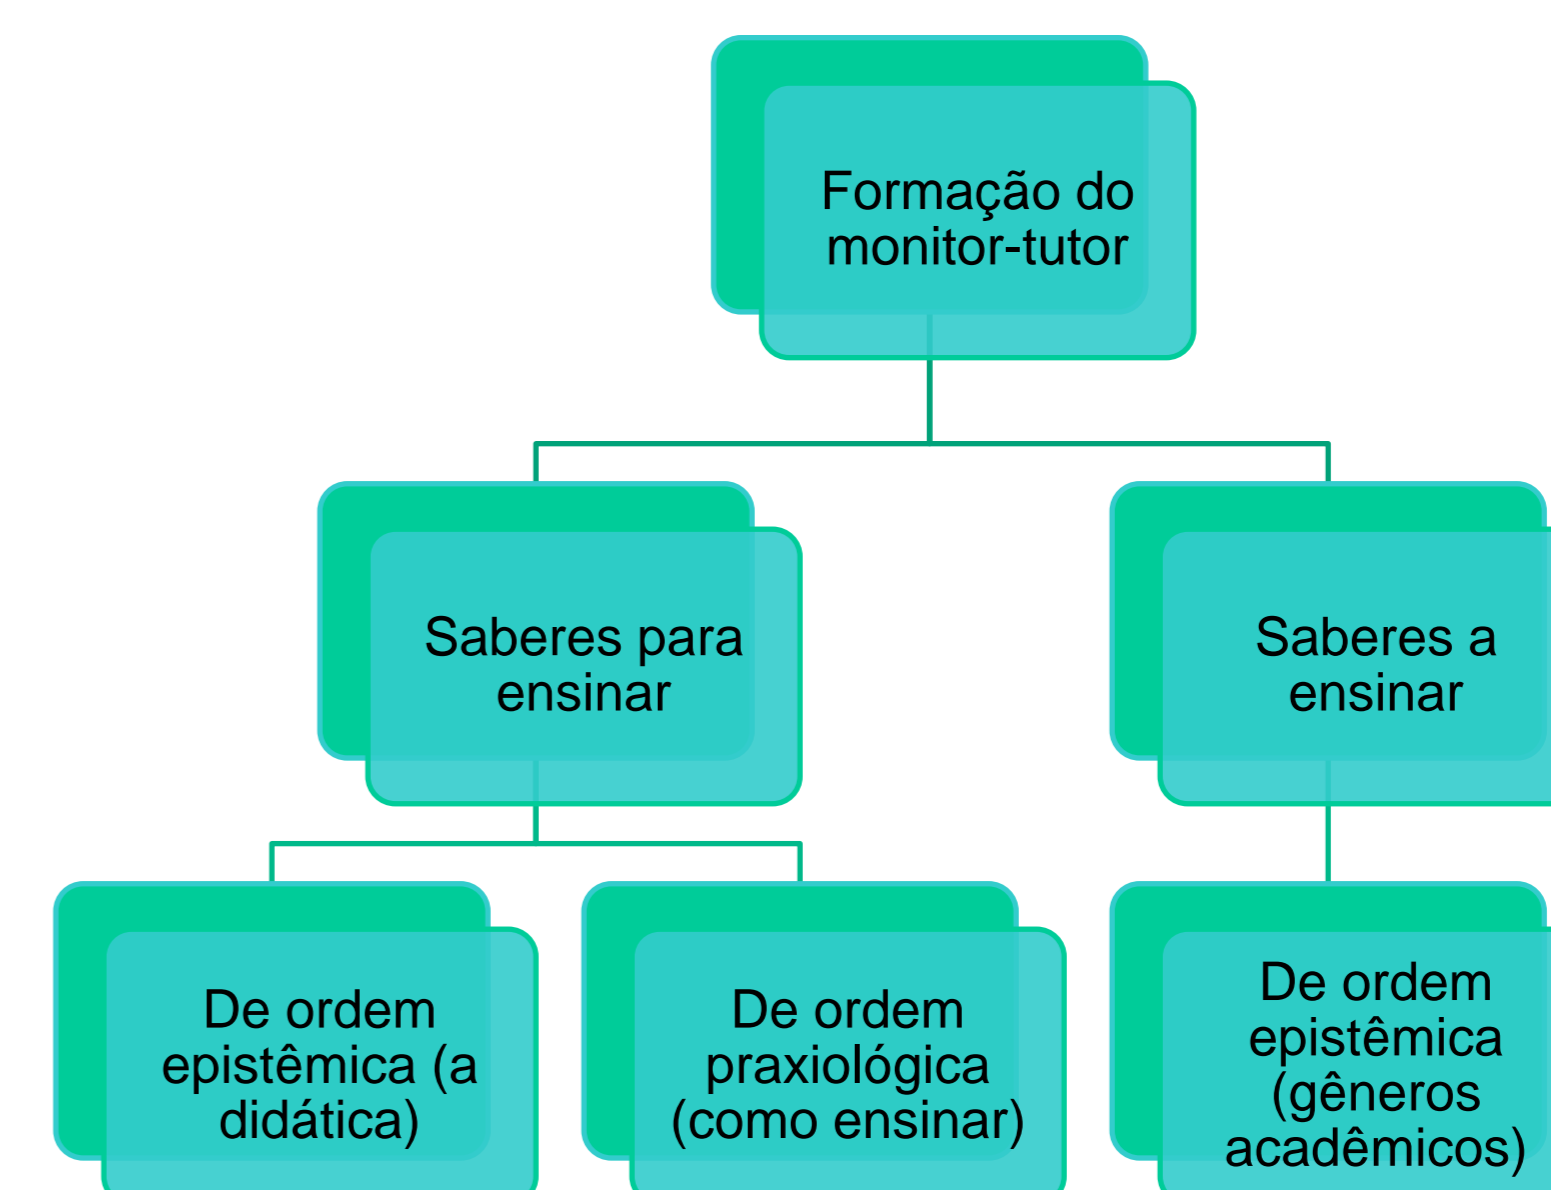 Formação do
monitor-tutor
Saberes para
ensinar
Saberes a
ensinar
De ordem
epistêmica (a
didática)
De ordem
praxiológica
(como ensinar)
De ordem
epistêmica
(gêneros
acadêmicos)